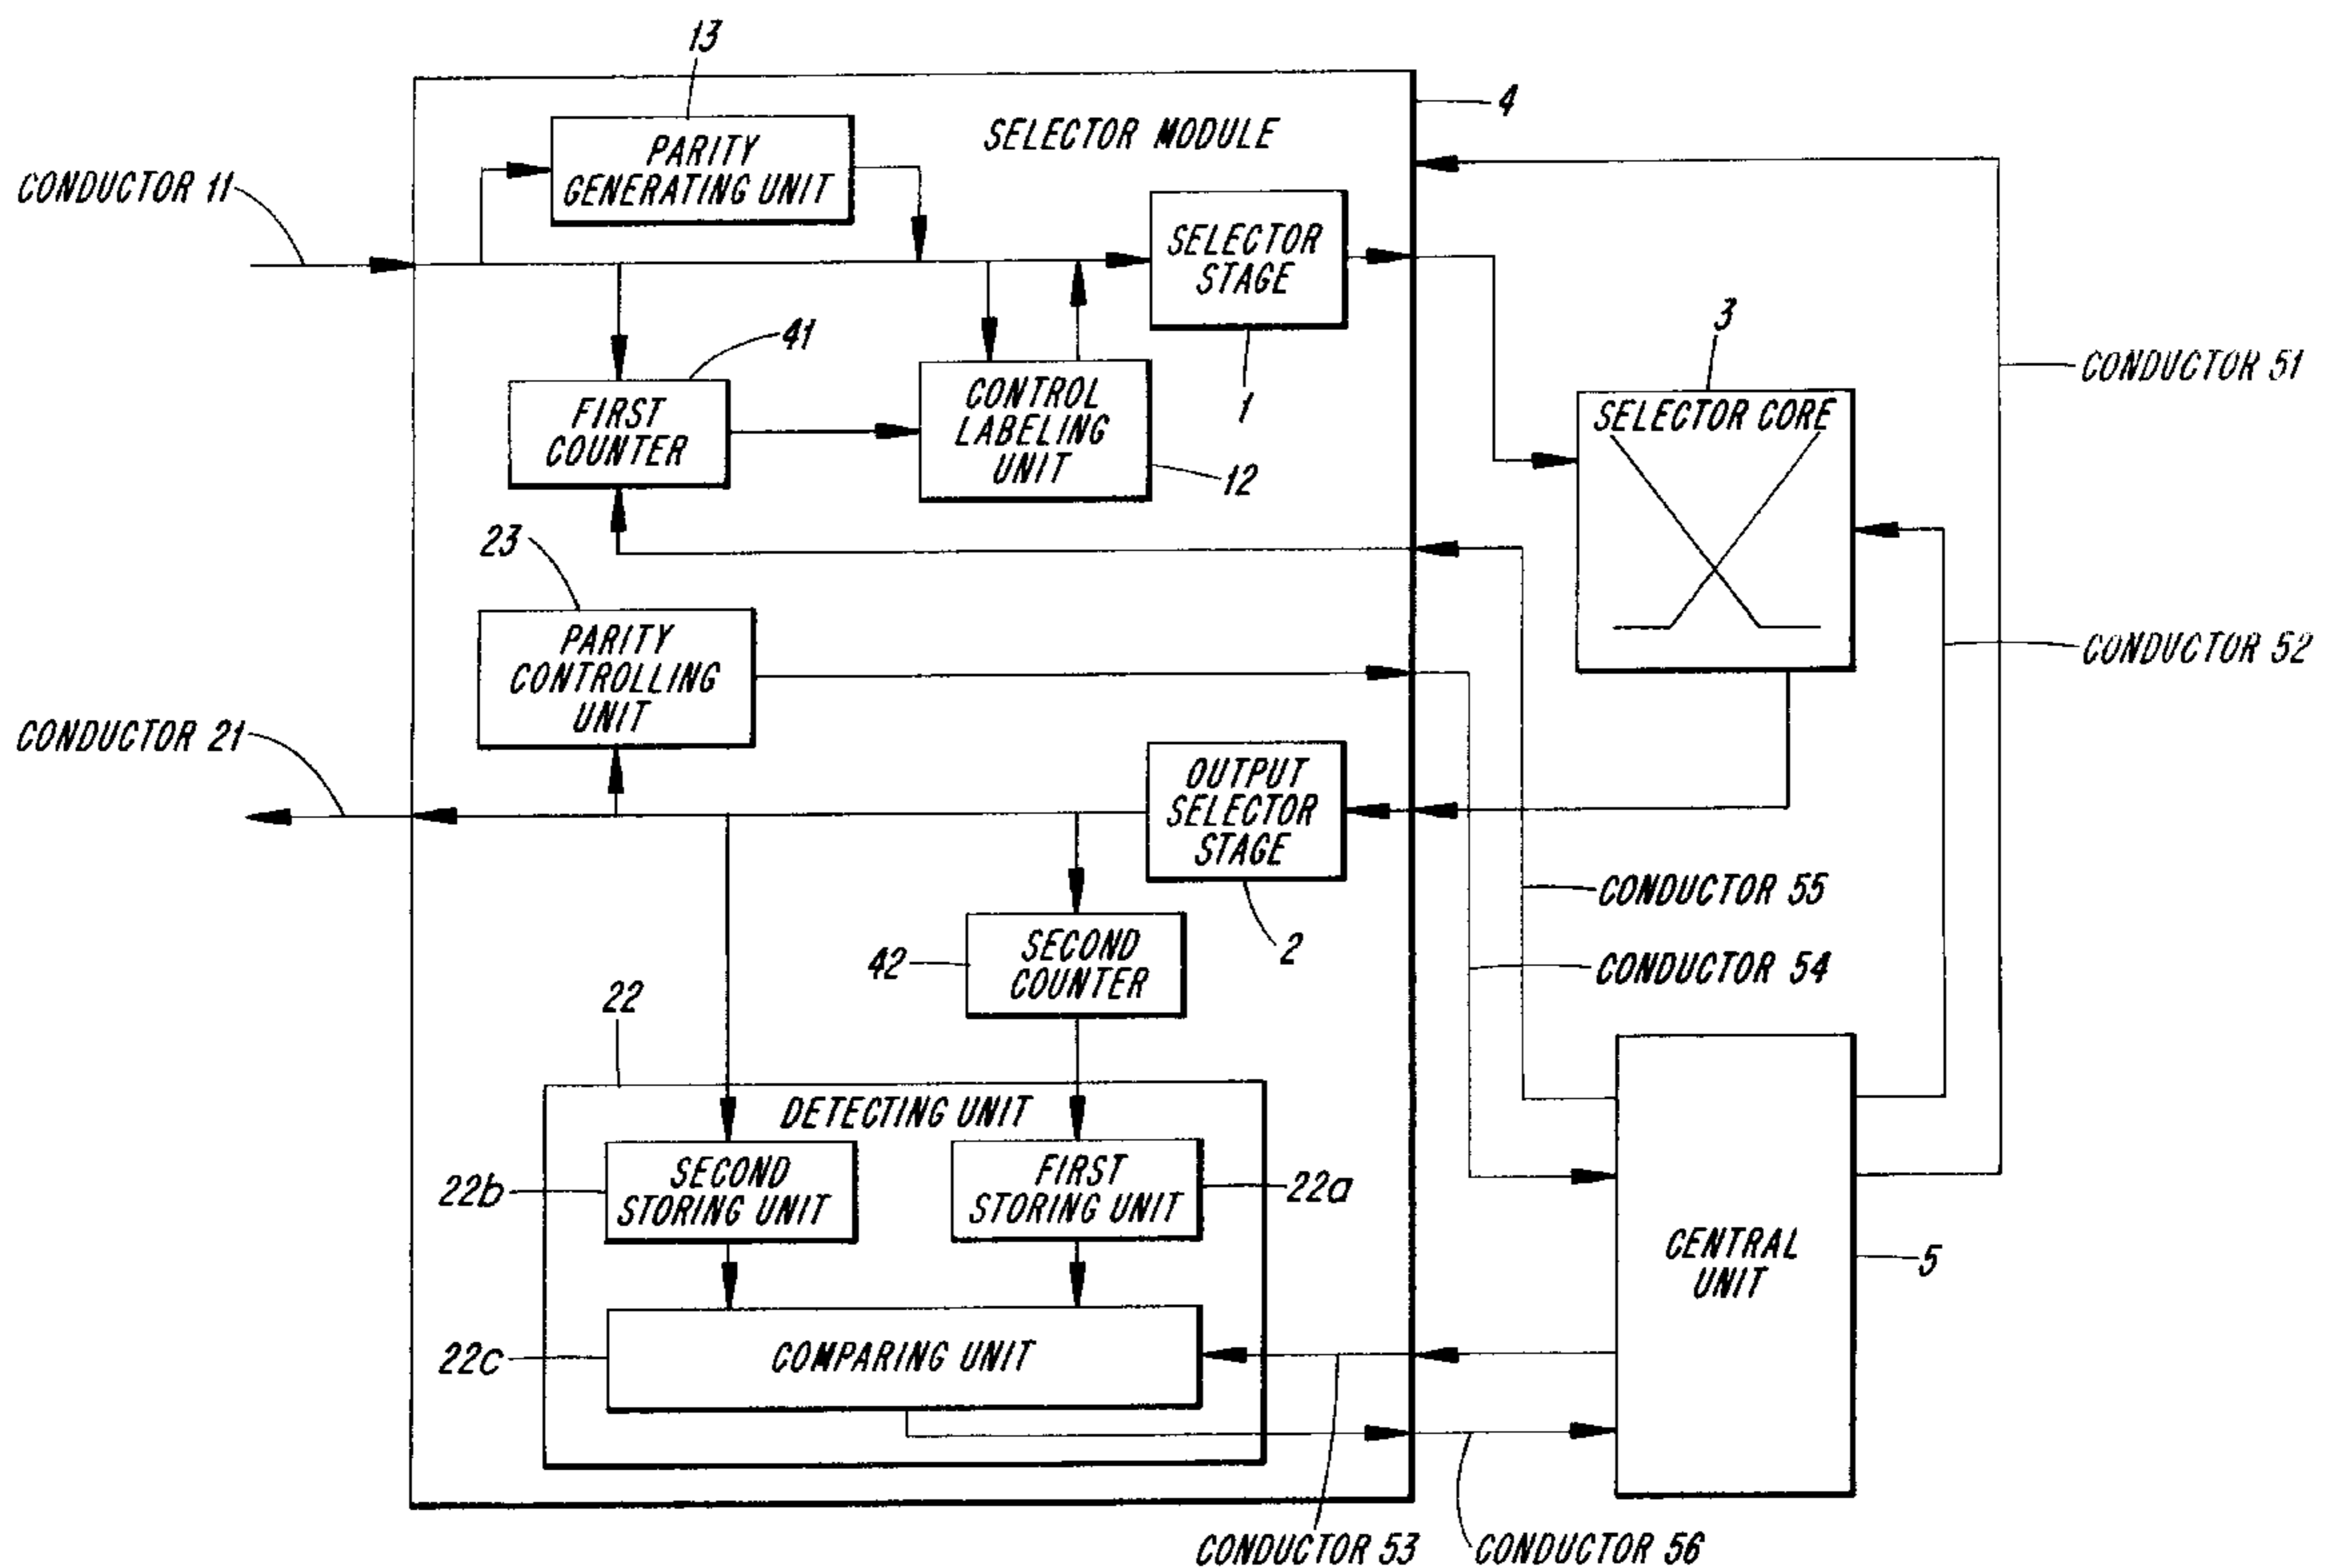 13
4
SELECTOR MODULE
PARITY
GENERATING UNIT
CONDUCTOR 11
SELECTOR
STAGE
1
3
41
FIRST
COUNTER
CONTROL
LABELING
UNIT
12
SELECTOR CORE
CONDUCTOR 51
23
PARITY
CONTROLLING
UNIT
CONDUCTOR 52
CONDUCTOR 21
OUTPUT
SELECTOR
STAGE
2
CONDUCTOR 55
42
SECOND
COUNTER
CONDUCTOR 54
22
DETECTING UNIT
22b
SECOND
STORING UNIT
FIRST
STORING UNIT
22a
CENTRAL
UNIT
5
22c
COMPARING UNIT
CONDUCTOR 53
CONDUCTOR 56